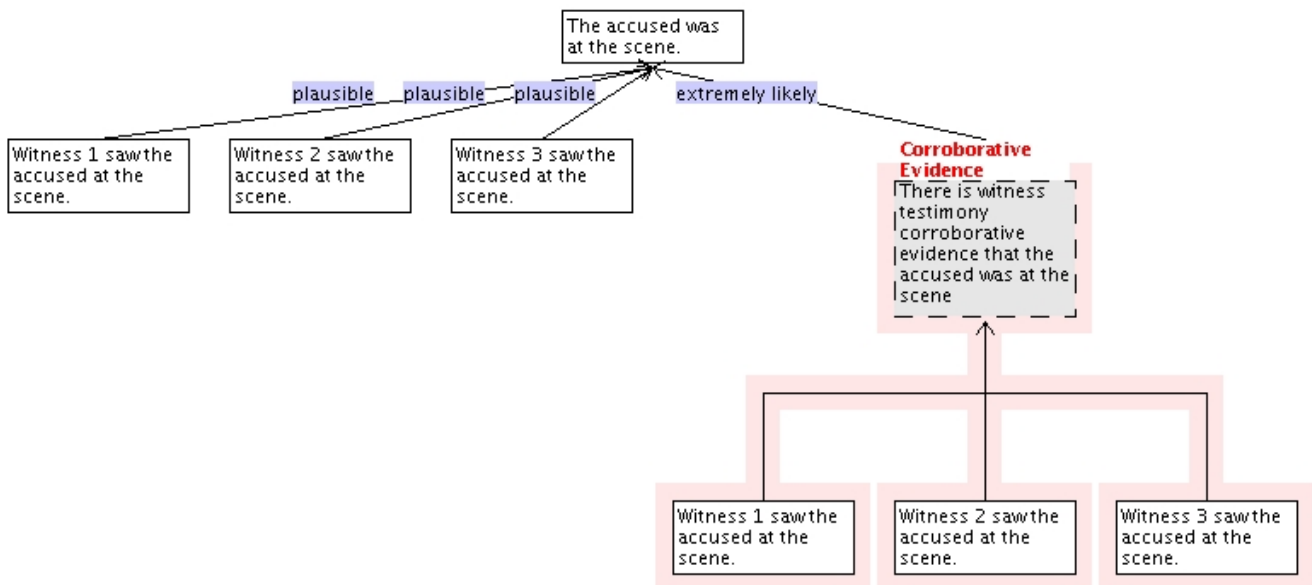 The accused was
at the scene.
plausible
plausible
plausible
extremely likely
Witness 1 saw the
accused at the
scene.
Witness 2 saw the
accused at the
scene.
Witness 3 saw the
accused at the
scene.
Corroborative
Evidence
There is witness
testimony
corroborative
evidence that the
accused was at the
scene
Witness 1 saw the
accused at the
scene.
Witness 2 saw the
accused at the
scene.
Witness 3 saw the
accused at the
scene.